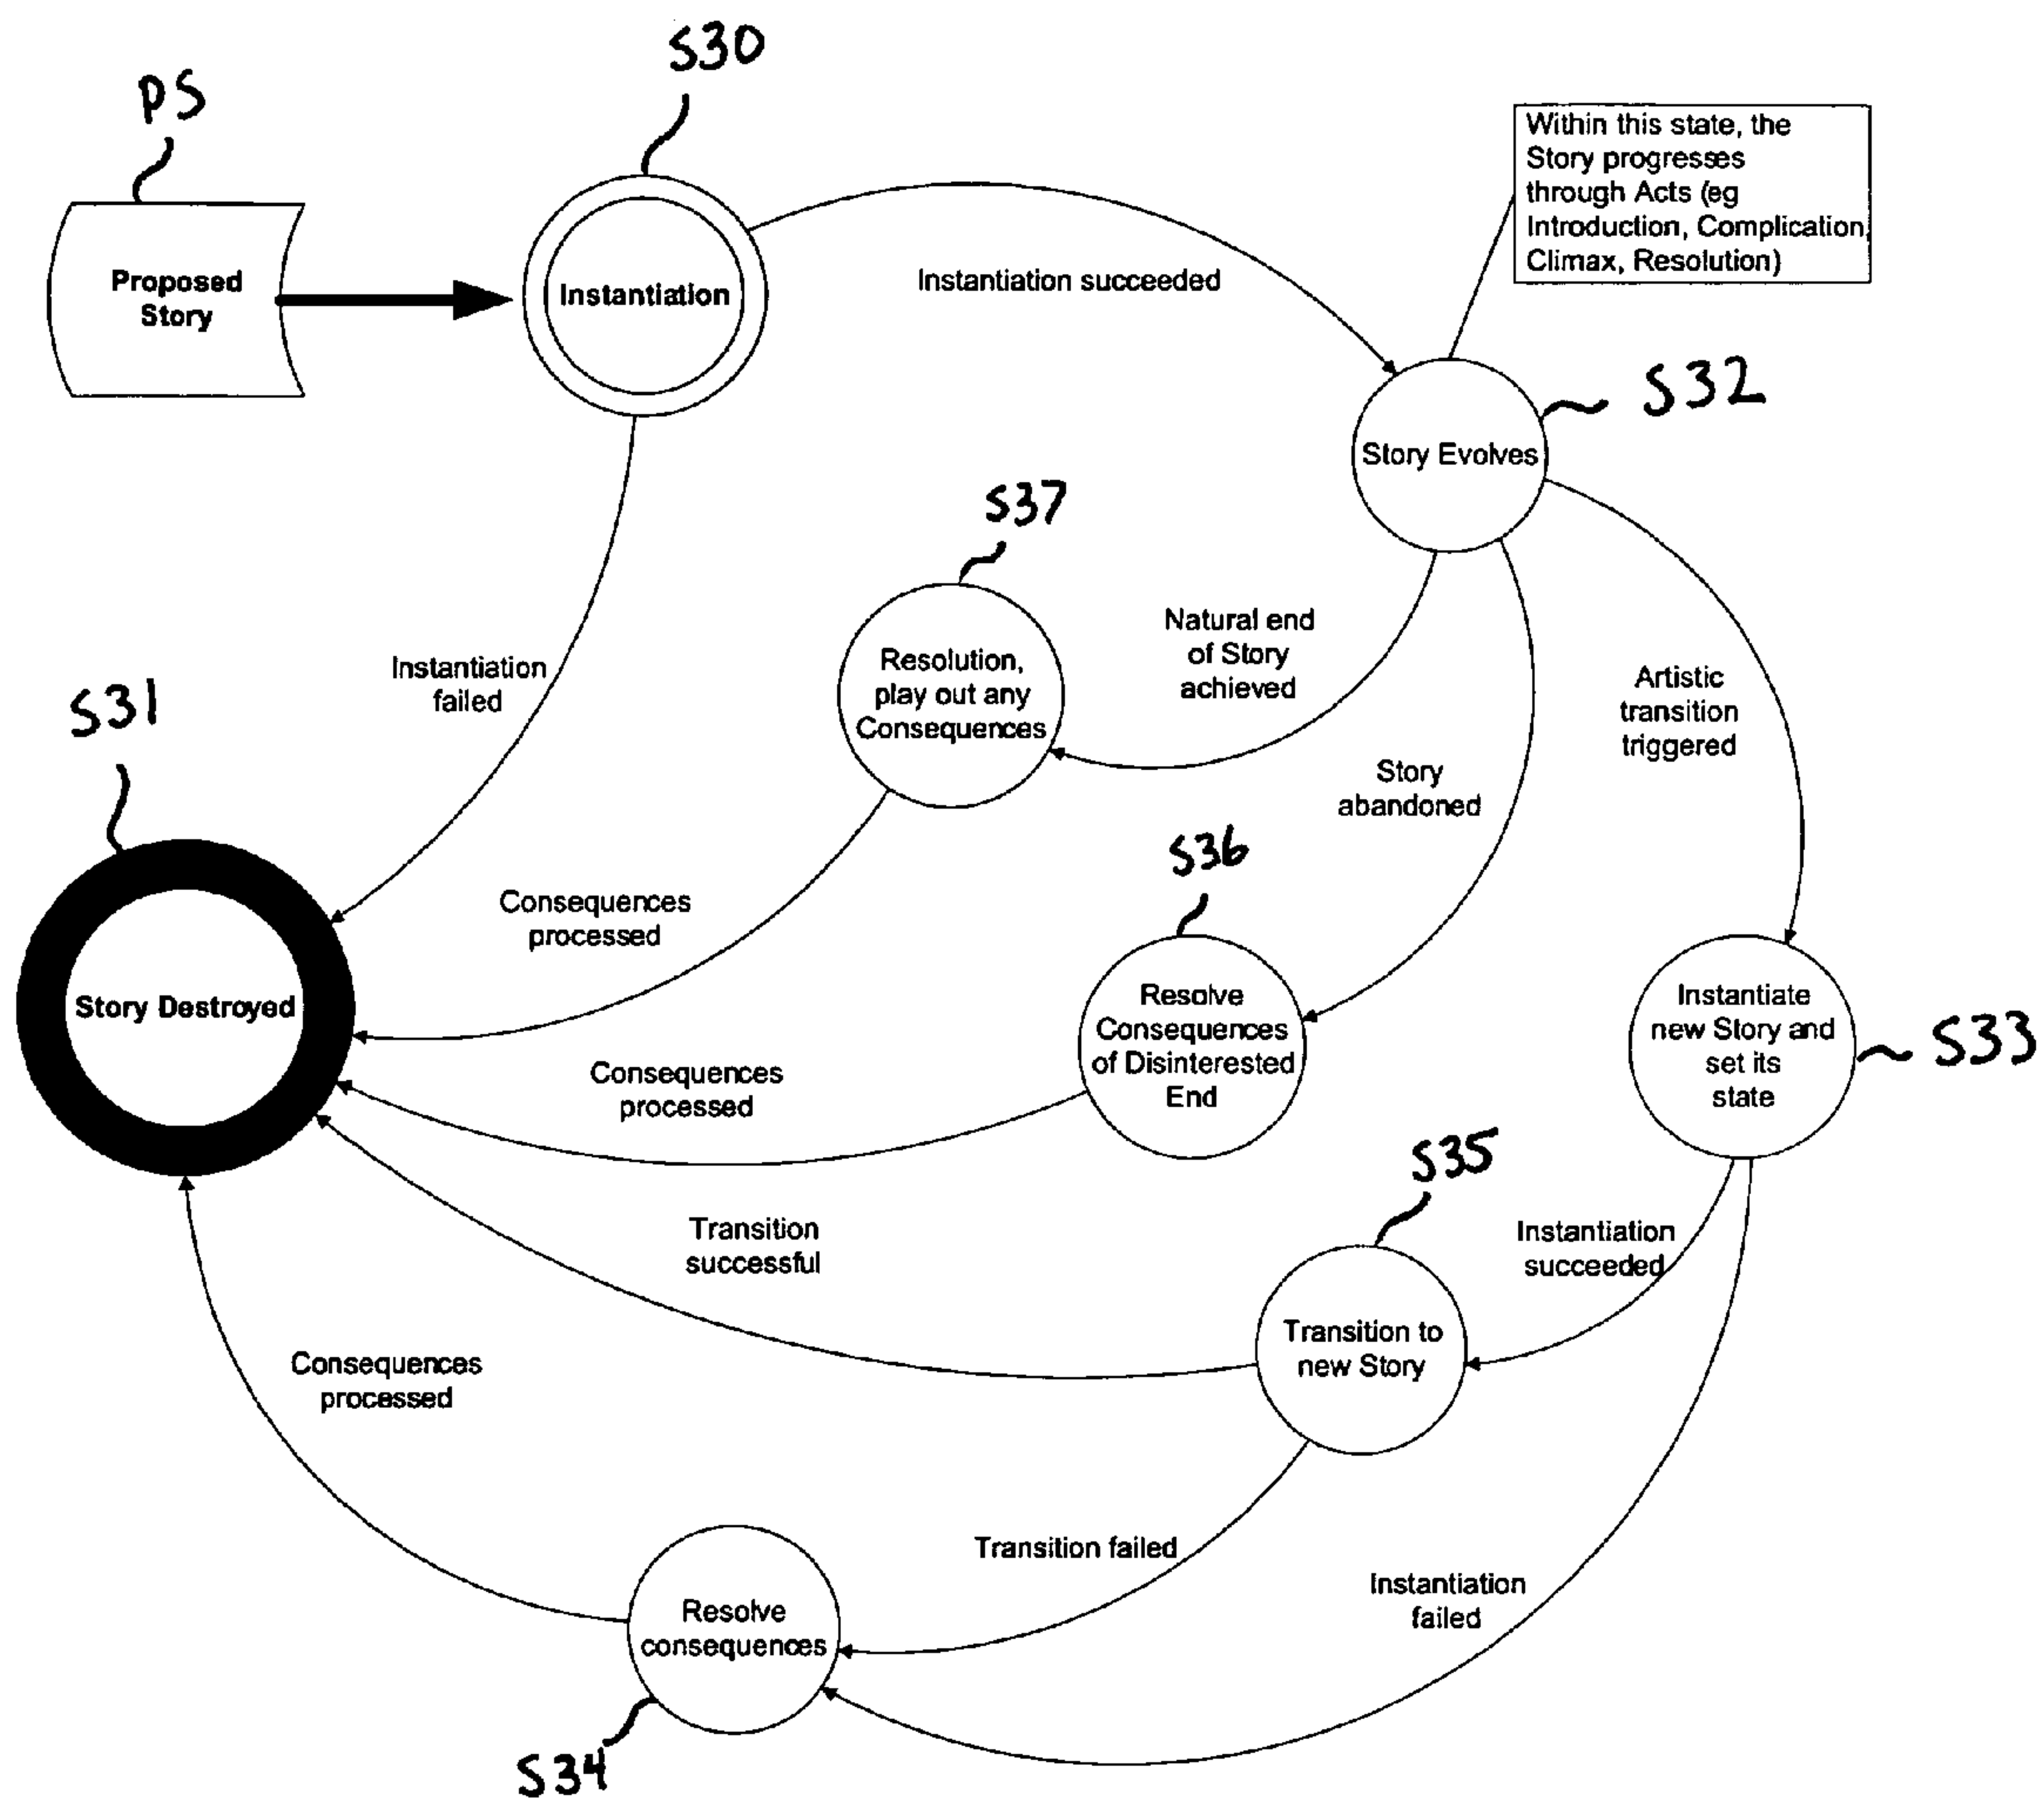 S30
PS
Within this state, the
Story progresses
through Acts (eg
Introduction, Complication,
Climax, Resolution)
Proposed
Story
Instantiation
Instantiation succeeded
S32
Story Evolves
S37
Natural end
of Story
achieved
Resolution,
play out any
Consequences
Instantiation
failed
Artistic
transition
triggered
S31
Story
abandoned
S36
Consequences
processed
Story Destroyed
Resolve
Consequences
of Disinterested
End
Instantiate
new Story and
set its
state
S33
Consequences
processed
S35
Transition
successful
Instantiation
succeeded
Transition to
new Story
Consequences
processed
Transition failed
Instantiation
failed
Resolve
consequences
S34